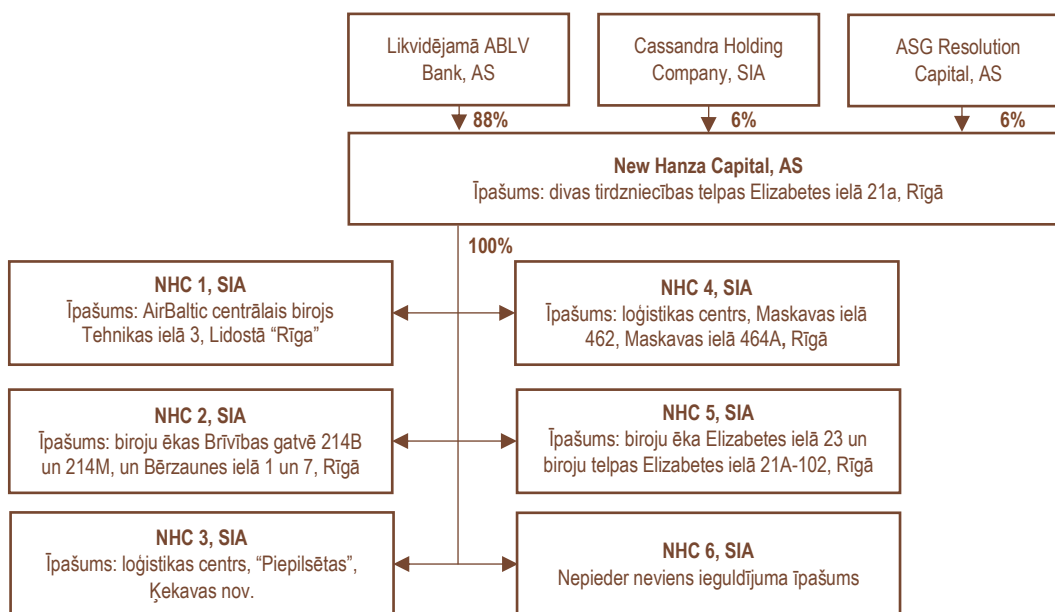 Likvidējamā ABLV
Bank, AS
Cassandra Holding
Company, SIA
ASG Resolution
Capital, AS
88%
6%
6%
New Hanza Capital, AS
Īpašums: divas tirdzniecības telpas Elizabetes ielā 21a, Rīgā
100%
NHC 1, SIA
Īpašums: AirBaltic centrālais birojs
Tehnikas ielā 3, Lidostā “Rīga”
NHC 4, SIA
Īpašums: loģistikas centrs, Maskavas ielā
462, Maskavas ielā 464A, Rīgā
NHC 2, SIA
Īpašums: biroju ēkas Brīvības gatvē 214B
un 214M, un Bērzaunes ielā 1 un 7, Rīgā
NHC 5, SIA
Īpašums: biroju ēka Elizabetes ielā 23 un
biroju telpas Elizabetes ielā 21A-102, Rīgā
NHC 3, SIA
Īpašums: loģistikas centrs, “Piepilsētas”,
Ķekavas nov.
NHC 6, SIA
Nepieder neviens ieguldījuma īpašums